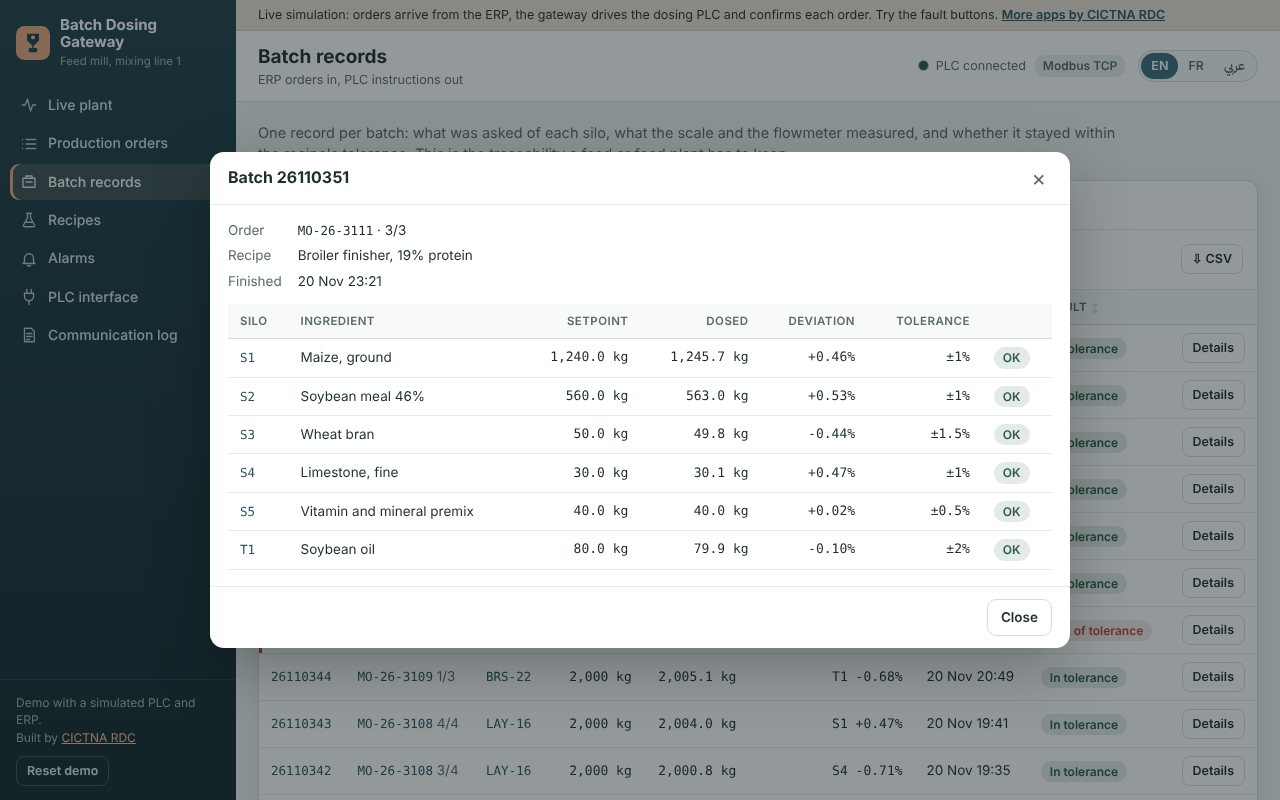 Batch Dosing
Gateway
Feed mill, mixing line 1
Live plant
Production orders
Batch records
Recipes
Alarms
PLC interface
Communication log
Demo with a simulated PLC and
ERP.
Built by CICTNA RDC
Reset demo
Live simulation: orders arrive from the ERP, the gateway drives the dosing PLC and confirms each order. Try the fault buttons. More apps by CICTNA RDC
Batch records
ERP orders in, PLC instructions out
PLC connected Modbus TCP EN FR عربي
One record per batch: what was asked of each silo, what the scale and the flowmeter measured, and whether it stayed within
⇩ CSV
Batch 26110351 ×
Order MO-26-3111 · 3/3
Recipe Broiler finisher, 19% protein
Finished 20 Nov 23:21
SILO INGREDIENT SETPOINT DOSED DEVIATION TOLERANCE
S1 Maize, ground 1,240.0 kg 1,245.7 kg +0.46% ±1% OK
S2 Soybean meal 46% 560.0 kg 563.0 kg +0.53% ±1% OK
S3 Wheat bran 50.0 kg 49.8 kg -0.44% ±1.5% OK
S4 Limestone, fine 30.0 kg 30.1 kg +0.47% ±1% OK
S5 Vitamin and mineral premix 40.0 kg 40.0 kg +0.02% ±0.5% OK
T1 Soybean oil 80.0 kg 79.9 kg -0.10% ±2% OK
Close
Details
Details
Details
Details
Details
Details
of tolerance Details
26110344 MO-26-3109 1/3 BRS-22 2,000 kg 2,005.1 kg T1 -0.68% 20 Nov 20:49 In tolerance Details
26110343 MO-26-3108 4/4 LAY-16 2,000 kg 2,004.0 kg S1 +0.47% 20 Nov 19:41 In tolerance Details
26110342 MO-26-3108 3/4 LAY-16 2,000 kg 2,000.8 kg S4 -0.71% 20 Nov 19:35 In tolerance Details